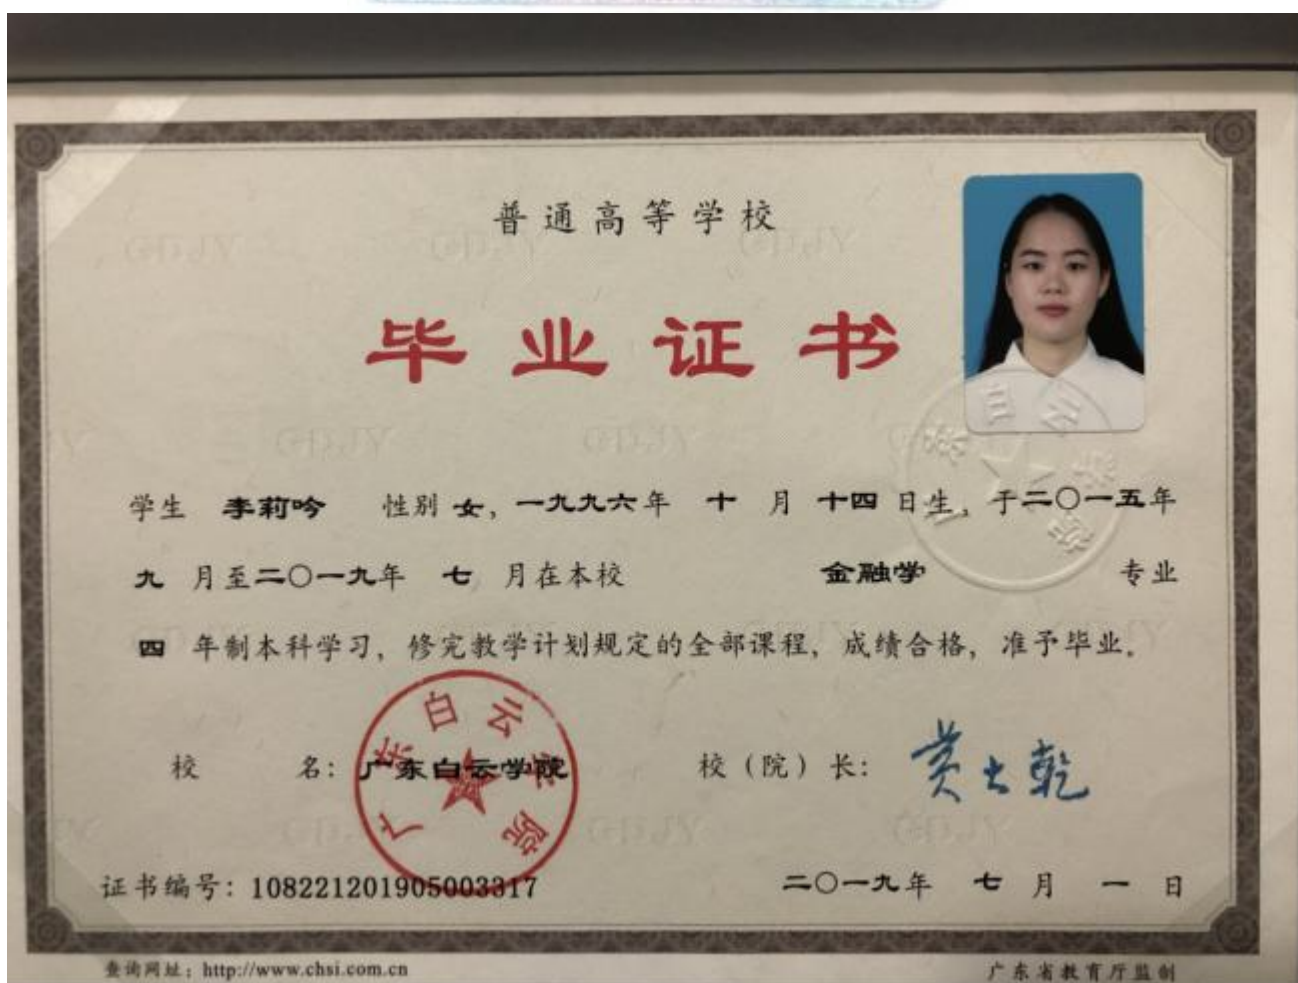 普通高等学校
毕业证书
学生 李莉吟 性别 女，一九九六年 十 月 十四 日生，于二〇一五年
九 月至二〇一九年 七 月在本校 金融学 专业
四 年制本科学习，修完教学计划规定的全部课程，成绩合格，准予毕业。
校 名：广东白云学院 校（院）长：
广东白云学院
证书编号：108221201905003317 二〇一九年 七 月 一 日
查询网址：http://www.chsi.com.cn 广东省教育厅监制